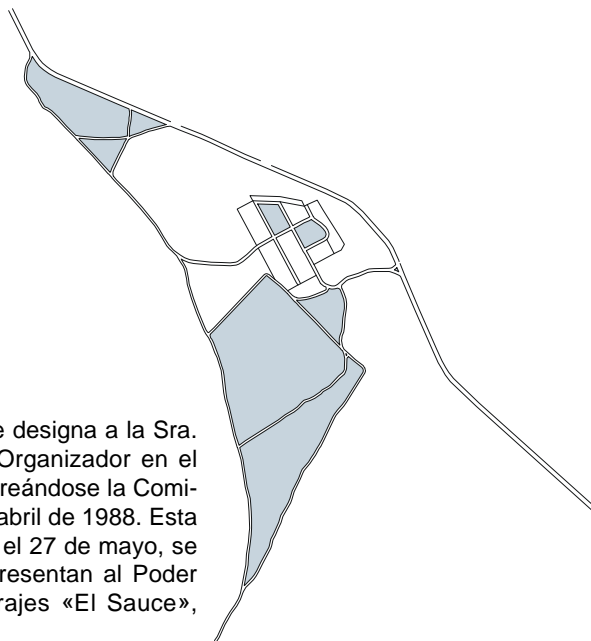 e designa a la Sra.
Organizador en el
reándose la Comi-
abril de 1988. Esta
el 27 de mayo, se
presentan al Poder
rajes «El Sauce»,